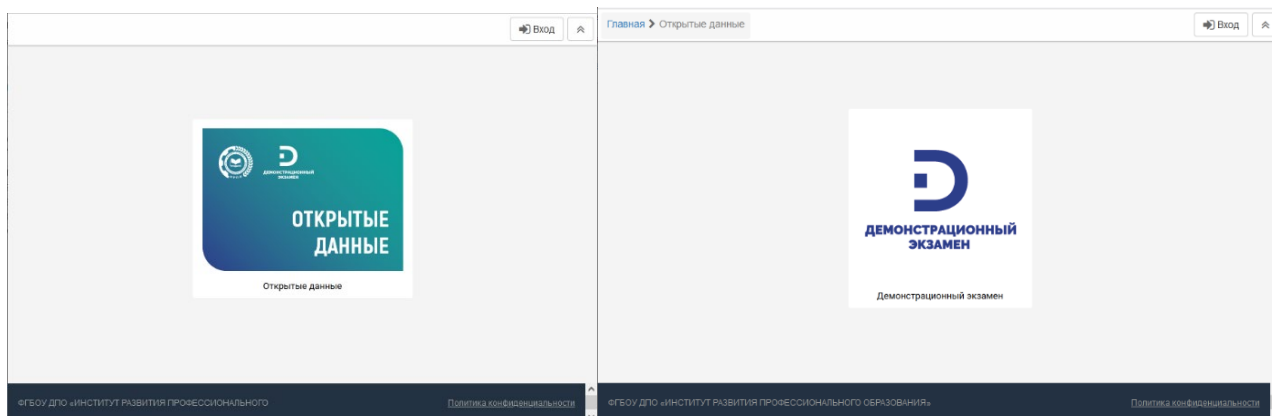 Вход
ДЕМОНСТРАЦИОННЫЙ
ЭКЗАМЕН
ОТКРЫТЫЕ
ДАННЫЕ
Открытые данные
ФГБОУ ДПО «ИНСТИТУТ РАЗВИТИЯ ПРОФЕССИОНАЛЬНОГО
Политика конфиденциальности
Главная Открытые данные
Вход
ДЕМОНСТРАЦИОННЫЙ
ЭКЗАМЕН
Демонстрационный экзамен
ФГБОУ ДПО «ИНСТИТУТ РАЗВИТИЯ ПРОФЕССИОНАЛЬНОГО ОБРАЗОВАНИЯ»
Политика конфиденциальности